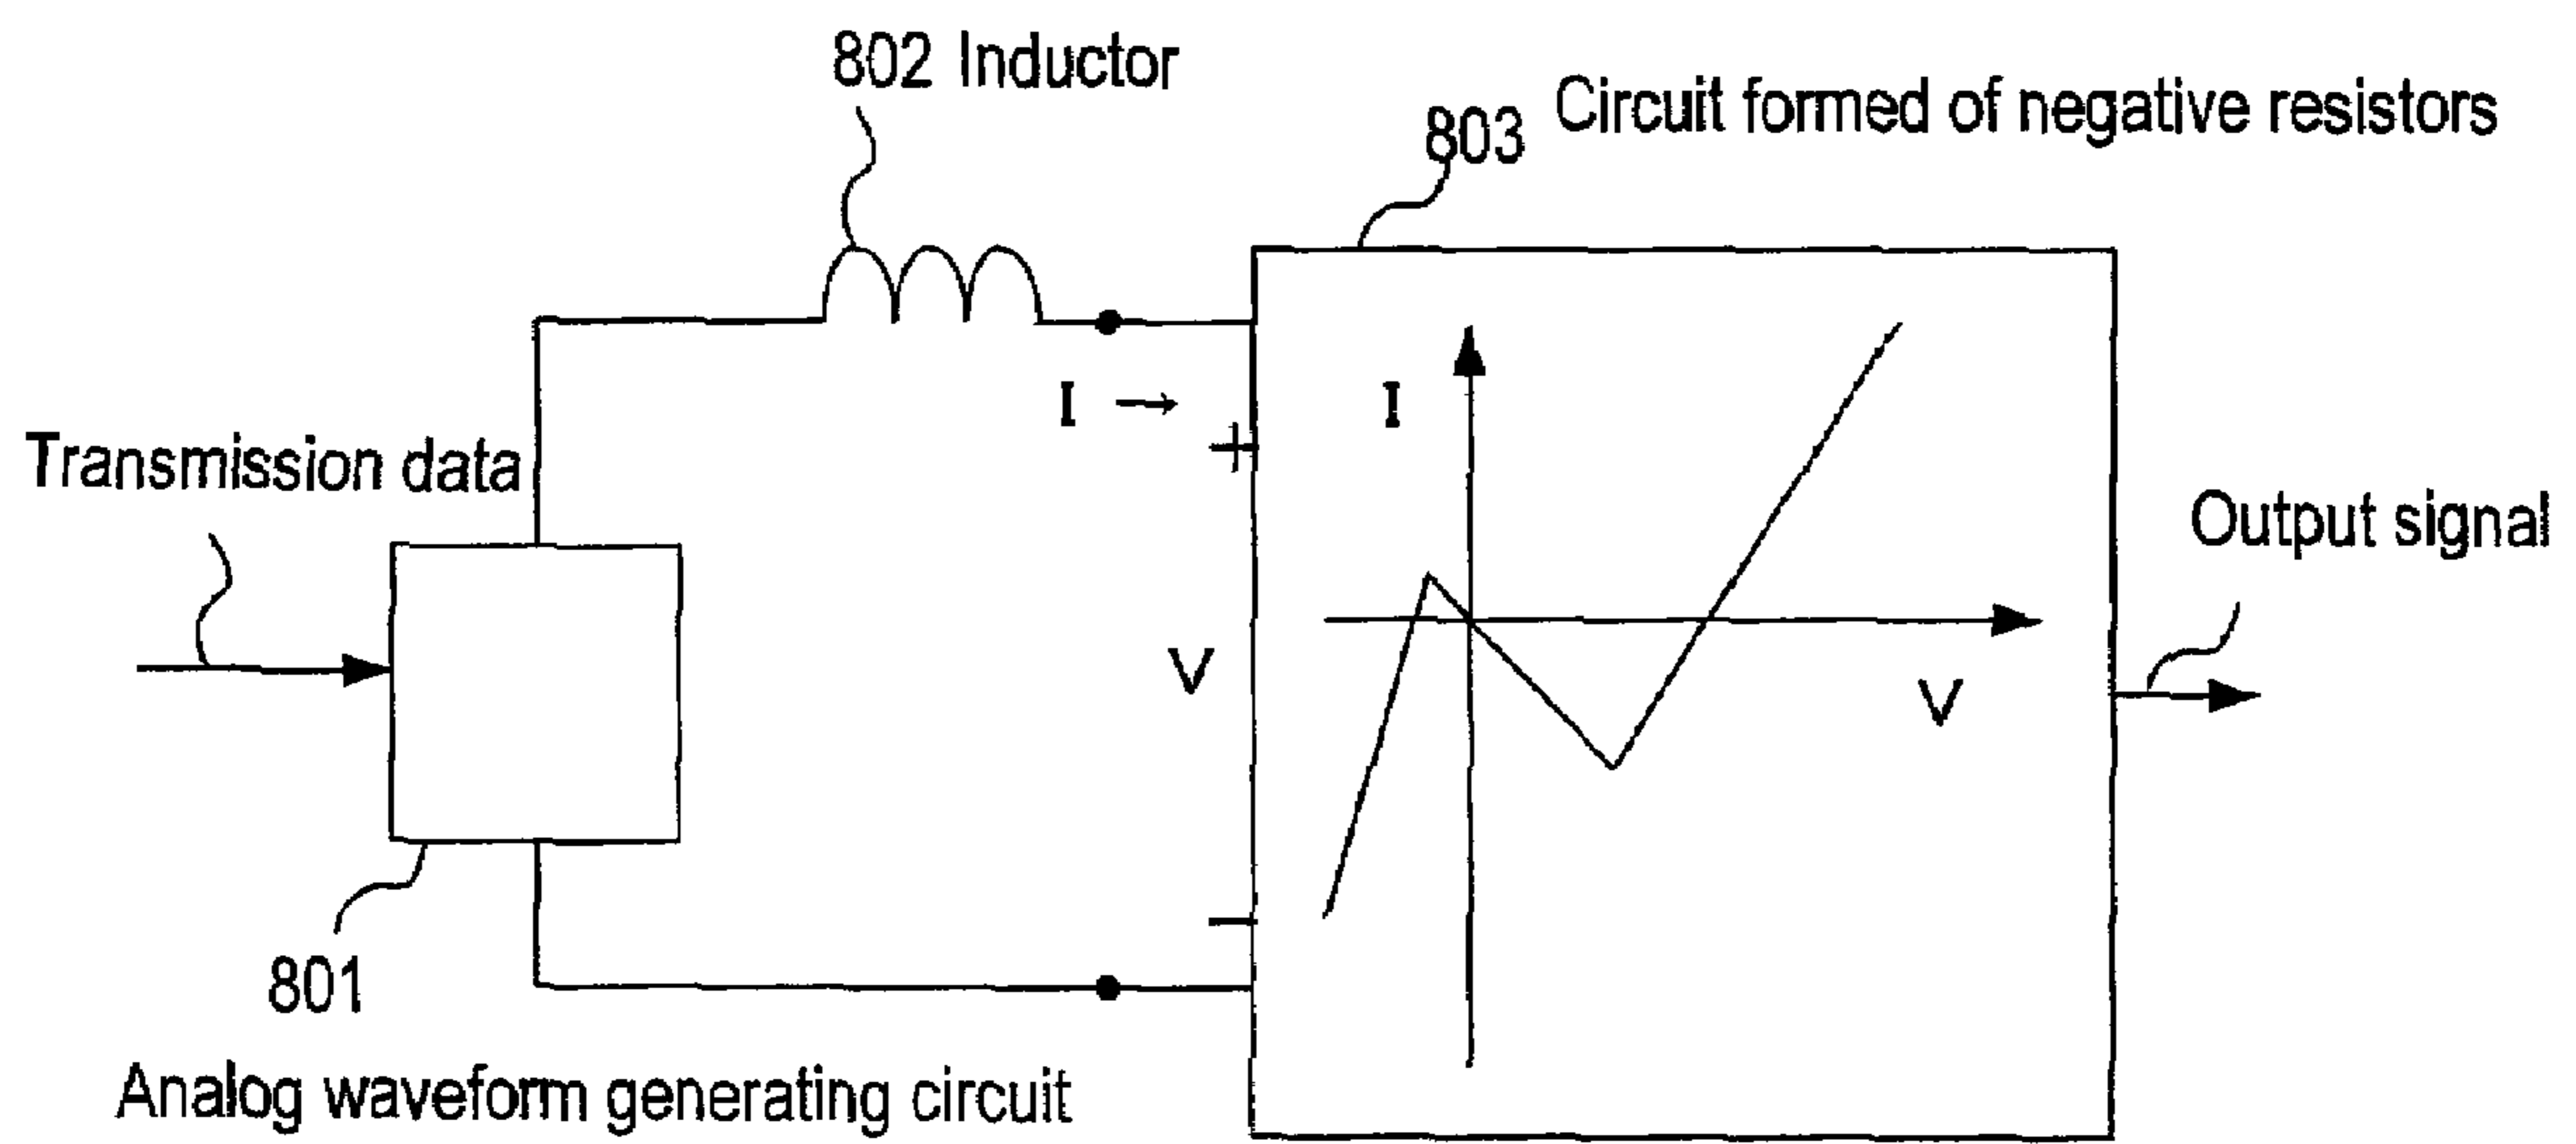 802 Inductor
803 Circuit formed of negative resistors
I →
+
I
Transmission data
Output signal
V
V
−
801
Analog waveform generating circuit